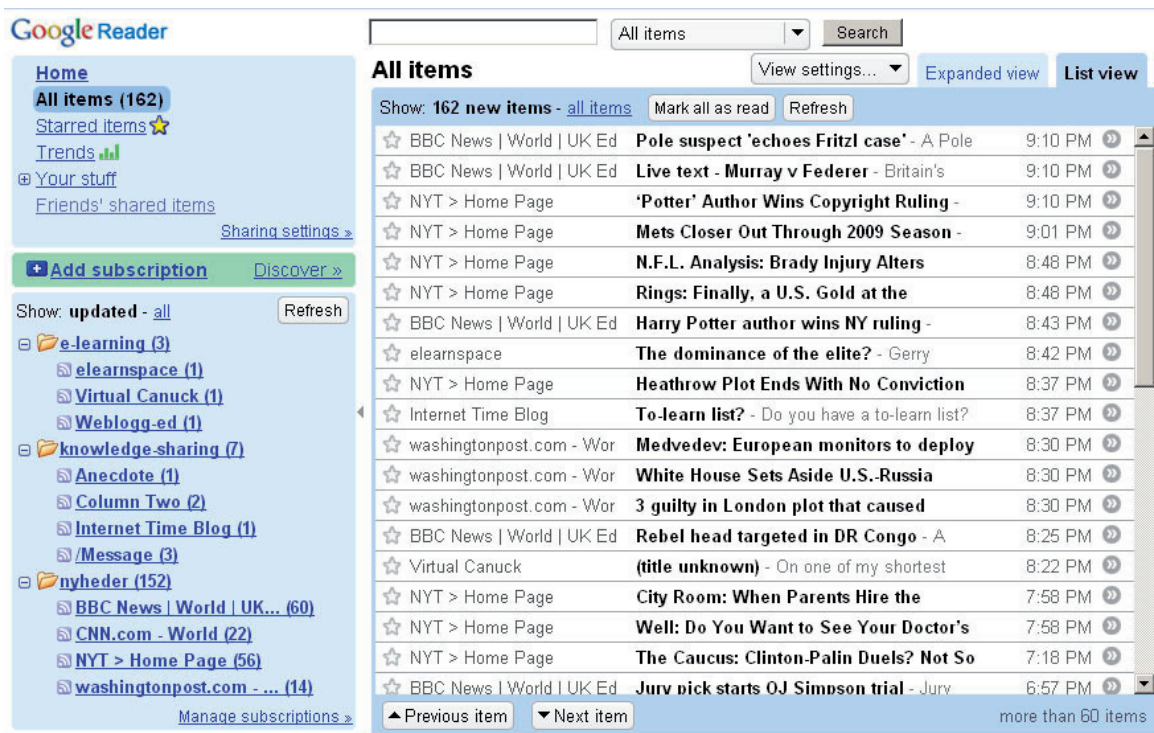 Google Reader
All items
Search
Home
All items (162)
Starred items
Trends
Your stuff
Friends' shared items
Sharing settings »
Add subscription Discover »
Show: updated - all Refresh
e-learning (3)
elearnspace (1)
Virtual Canuck (1)
Weblogg-ed (1)
knowledge-sharing (7)
Anecdote (1)
Column Two (2)
Internet Time Blog (1)
/Message (3)
nyheder (152)
BBC News | World | UK... (60)
CNN.com - World (22)
NYT > Home Page (56)
washingtonpost.com - ... (14)
Manage subscriptions »
All items View settings... Expanded view List view
Show: 162 new items - all items Mark all as read Refresh
BBC News | World | UK Ed Pole suspect 'echoes Fritzl case' - A Pole 9:10 PM
BBC News | World | UK Ed Live text - Murray v Federer - Britain's 9:10 PM
NYT > Home Page ‘Potter’ Author Wins Copyright Ruling - 9:10 PM
NYT > Home Page Mets Closer Out Through 2009 Season - 9:01 PM
NYT > Home Page N.F.L. Analysis: Brady Injury Alters 8:48 PM
NYT > Home Page Rings: Finally, a U.S. Gold at the 8:48 PM
BBC News | World | UK Ed Harry Potter author wins NY ruling - 8:43 PM
elearnspace The dominance of the elite? - Gerry 8:42 PM
NYT > Home Page Heathrow Plot Ends With No Conviction 8:37 PM
Internet Time Blog To-learn list? - Do you have a to-learn list? 8:37 PM
washingtonpost.com - Wor Medvedev: European monitors to deploy 8:30 PM
washingtonpost.com - Wor White House Sets Aside U.S.-Russia 8:30 PM
washingtonpost.com - Wor 3 guilty in London plot that caused 8:30 PM
BBC News | World | UK Ed Rebel head targeted in DR Congo - A 8:25 PM
Virtual Canuck (title unknown) - On one of my shortest 8:22 PM
NYT > Home Page City Room: When Parents Hire the 7:58 PM
NYT > Home Page Well: Do You Want to See Your Doctor's 7:58 PM
NYT > Home Page The Caucus: Clinton-Palin Duels? Not So 7:18 PM
BBC News | World | UK Ed Jury pick starts OJ Simpson trial - Jury 6:57 PM
Previous item Next item more than 60 items